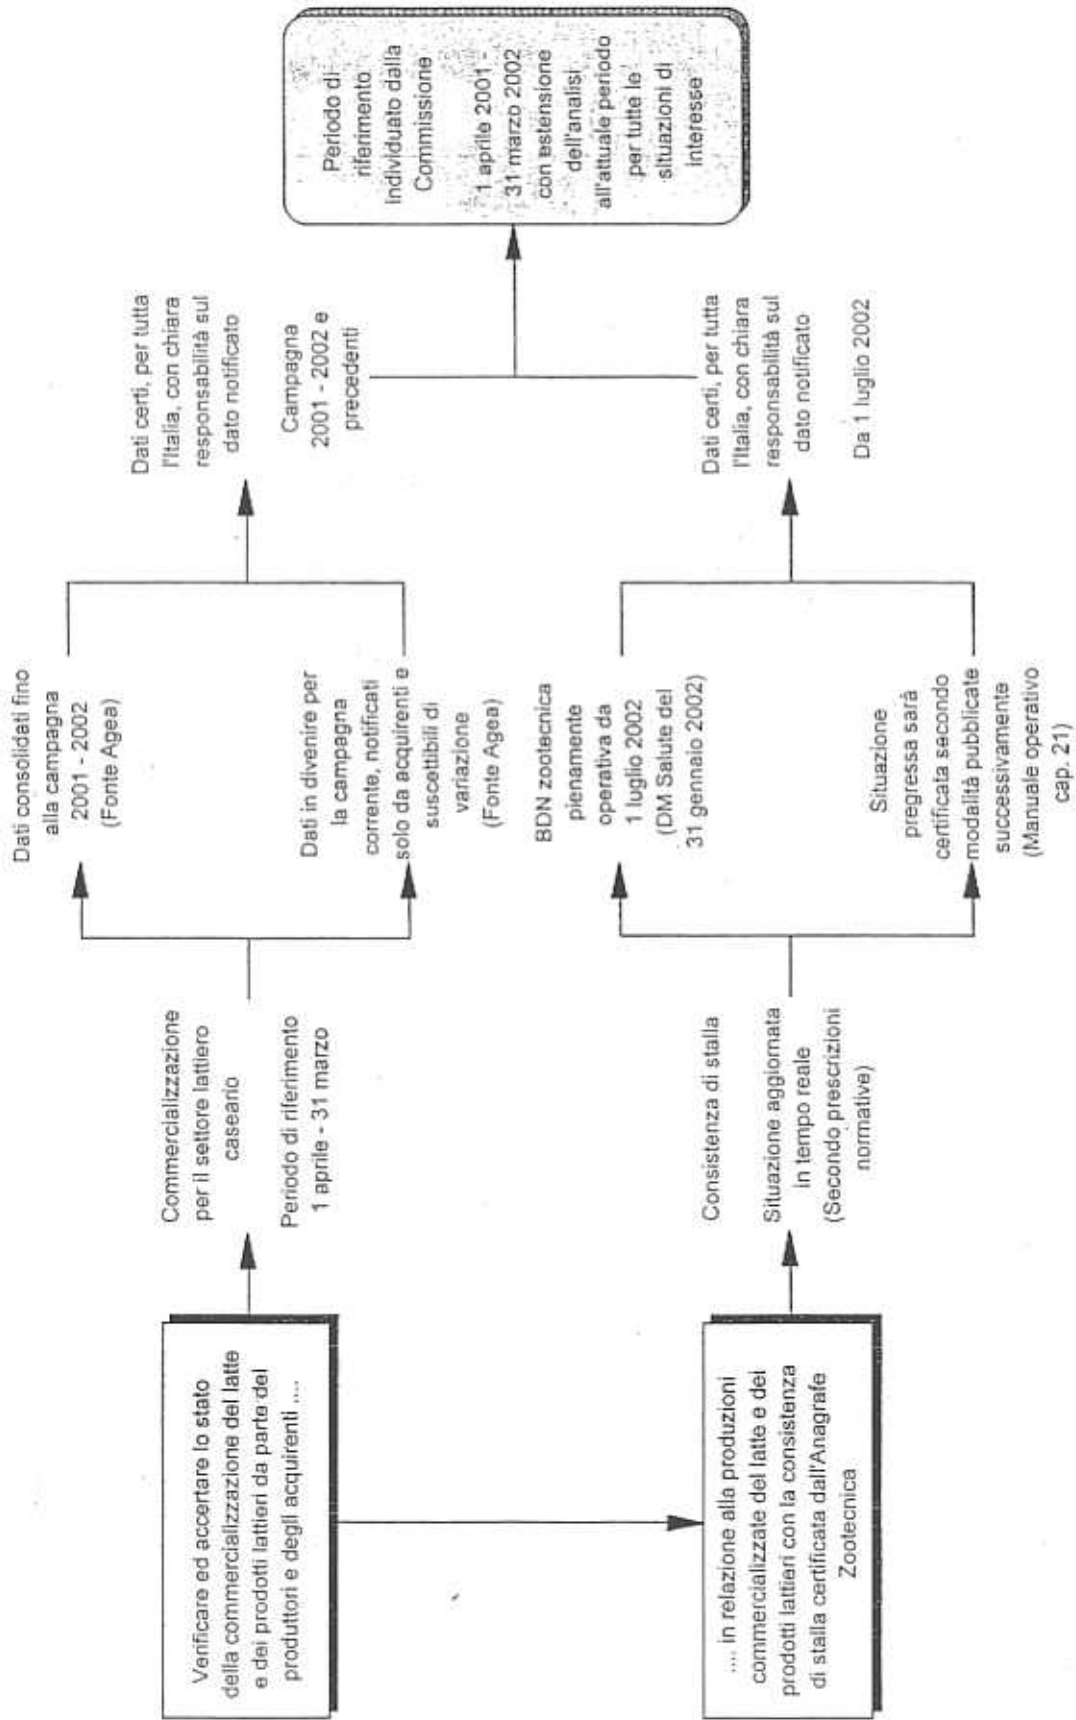 Verificare ed accertare lo stato
della commercializzazione del latte
e dei prodotti lattieri da parte dei
produttori e degli acquirenti ....
Commercializzazione
per il settore lattiero
caseario
Periodo di riferimento
1 aprile - 31 marzo
Dati consolidati fino
alla campagna
2001 - 2002
(Fonte Agea)
Dati in divenire per
la campagna
corrente, notificati
solo da acquirenti e
suscettibili di
variazione
(Fonte Agea)
Dati certi, per tutta
l'Italia, con chiara
responsabilità sul
dato notificato
Campagna
2001 - 2002 e
precedenti
.... in relazione alla produzioni
commercializzate del latte e dei
prodotti lattieri con la consistenza
di stalla certificata dall'Anagrafe
Zootecnica
Consistenza di stalla
Situazione aggiornata
in tempo reale
(Secondo prescrizioni
normative)
BDN zootecnica
pienamente
operativa da
1 luglio 2002
(DM Salute del
31 gennaio 2002)
Situazione
pregressa sarà
certificata secondo
modalità pubblicate
successivamente
(Manuale operativo
cap. 21)
Dati certi, per tutta
l'Italia, con chiara
responsabilità sul
dato notificato
Da 1 luglio 2002
Periodo di
riferimento
individuato dalla
Commissione
1 aprile 2001 -
31 marzo 2002
con estensione
dell'analisi
all'attuale periodo
per tutte le
situazioni di
interesse